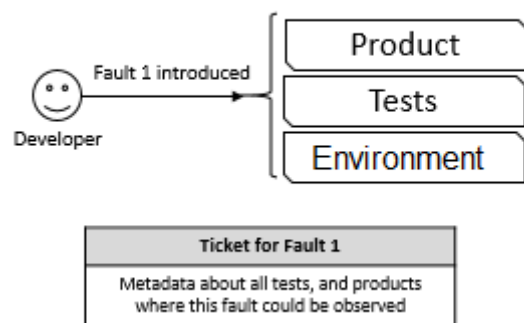 Product
Fault 1 introduced
Tests
Developer
Environment
Ticket for Fault 1
Metadata about all tests, and products
where this fault could be observed